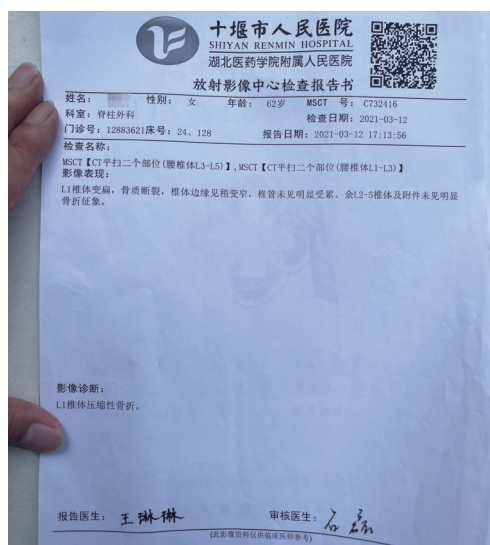 十堰市人民医院
SHIYAN RENMIN HOSPITAL
湖北医药学院附属人民医院
放射影像中心检查报告书
姓名： 性别： 女 年龄： 62岁 MSCT 号： C732416
科室：脊柱外科 检查日期：2021-03-12
门诊号：12883621床号：24、128 报告日期：2021-03-12 17:13:56
检查名称：
MSCT【CT平扫二个部位(腰椎体L3-L5)】,MSCT【CT平扫二个部位(腰椎体L1-L3)】
影像表现：
L1椎体变扁，骨质断裂，椎体边缘见稍变窄，椎管未见明显受累。余L2-5椎体及附件未见明显
骨折征象。
影像诊断：
L1椎体压缩性骨折。
报告医生： 王琳琳 审核医生： 石磊
(此影像资料仅供临床医师参考)